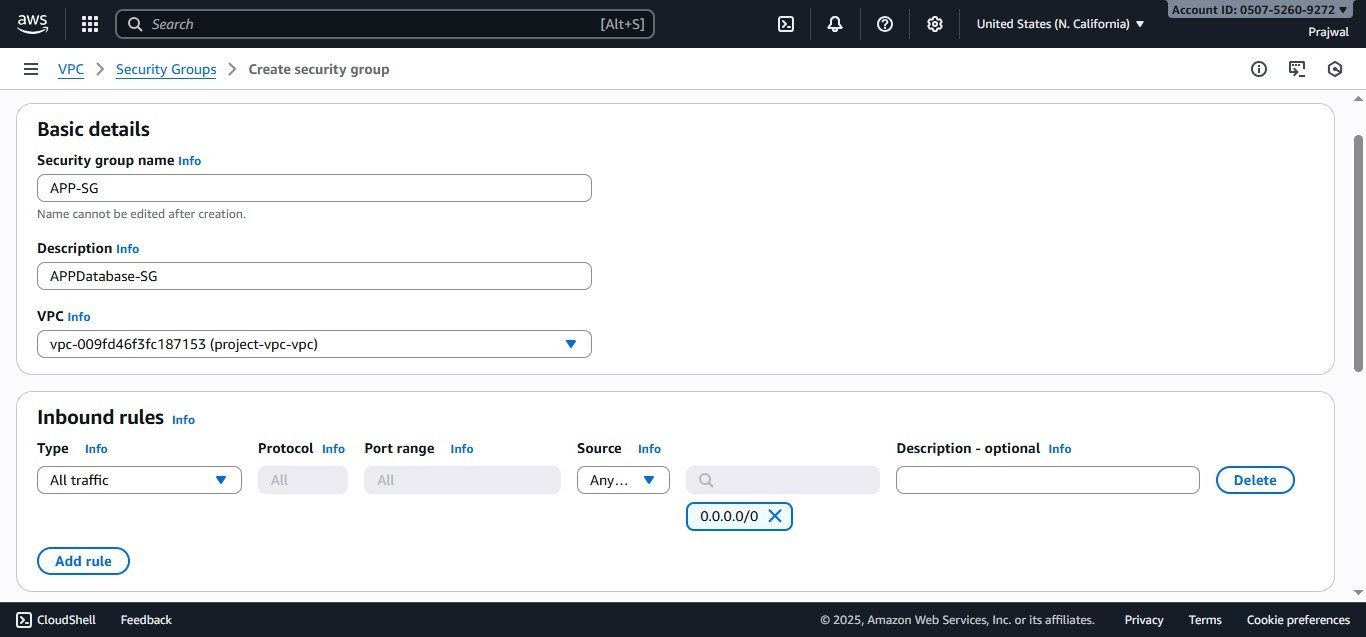 aws
Search [Alt+S]
United States (N. California)
Account ID: 0507-5260-9272
Prajwal
VPC
Security Groups
Create security group
Basic details
Security group name Info
APP-SG
Name cannot be edited after creation.
Description Info
APPDatabase-SG
VPC Info
vpc-009fd46f3fc187153 (project-vpc-vpc)
Inbound rules Info
Type Info Protocol Info Port range Info Source Info Description - optional Info
All traffic All All Any... Delete
0.0.0.0/0
Add rule
CloudShell Feedback © 2025, Amazon Web Services, Inc. or its affiliates. Privacy Terms Cookie preferences